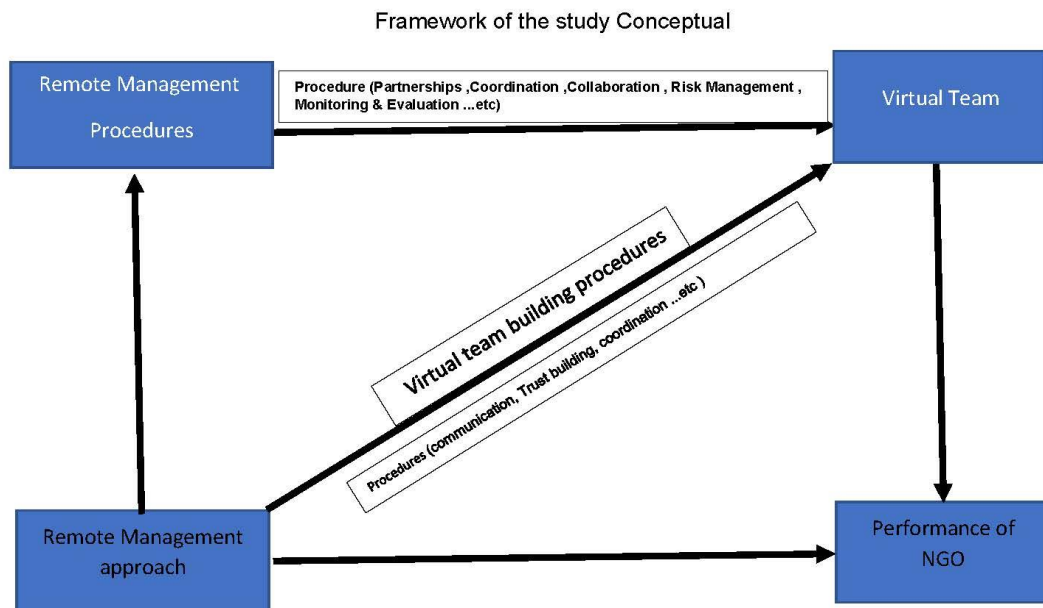 Framework of the study Conceptual
Remote Management
Procedures
Procedure (Partnerships ,Coordination ,Collaboration , Risk Management ,
Monitoring & Evaluation ...etc)
Virtual Team
Virtual team building procedures
Procedures (communication, Trust building, coordination ...etc )
Remote Management
approach
Performance of
NGO